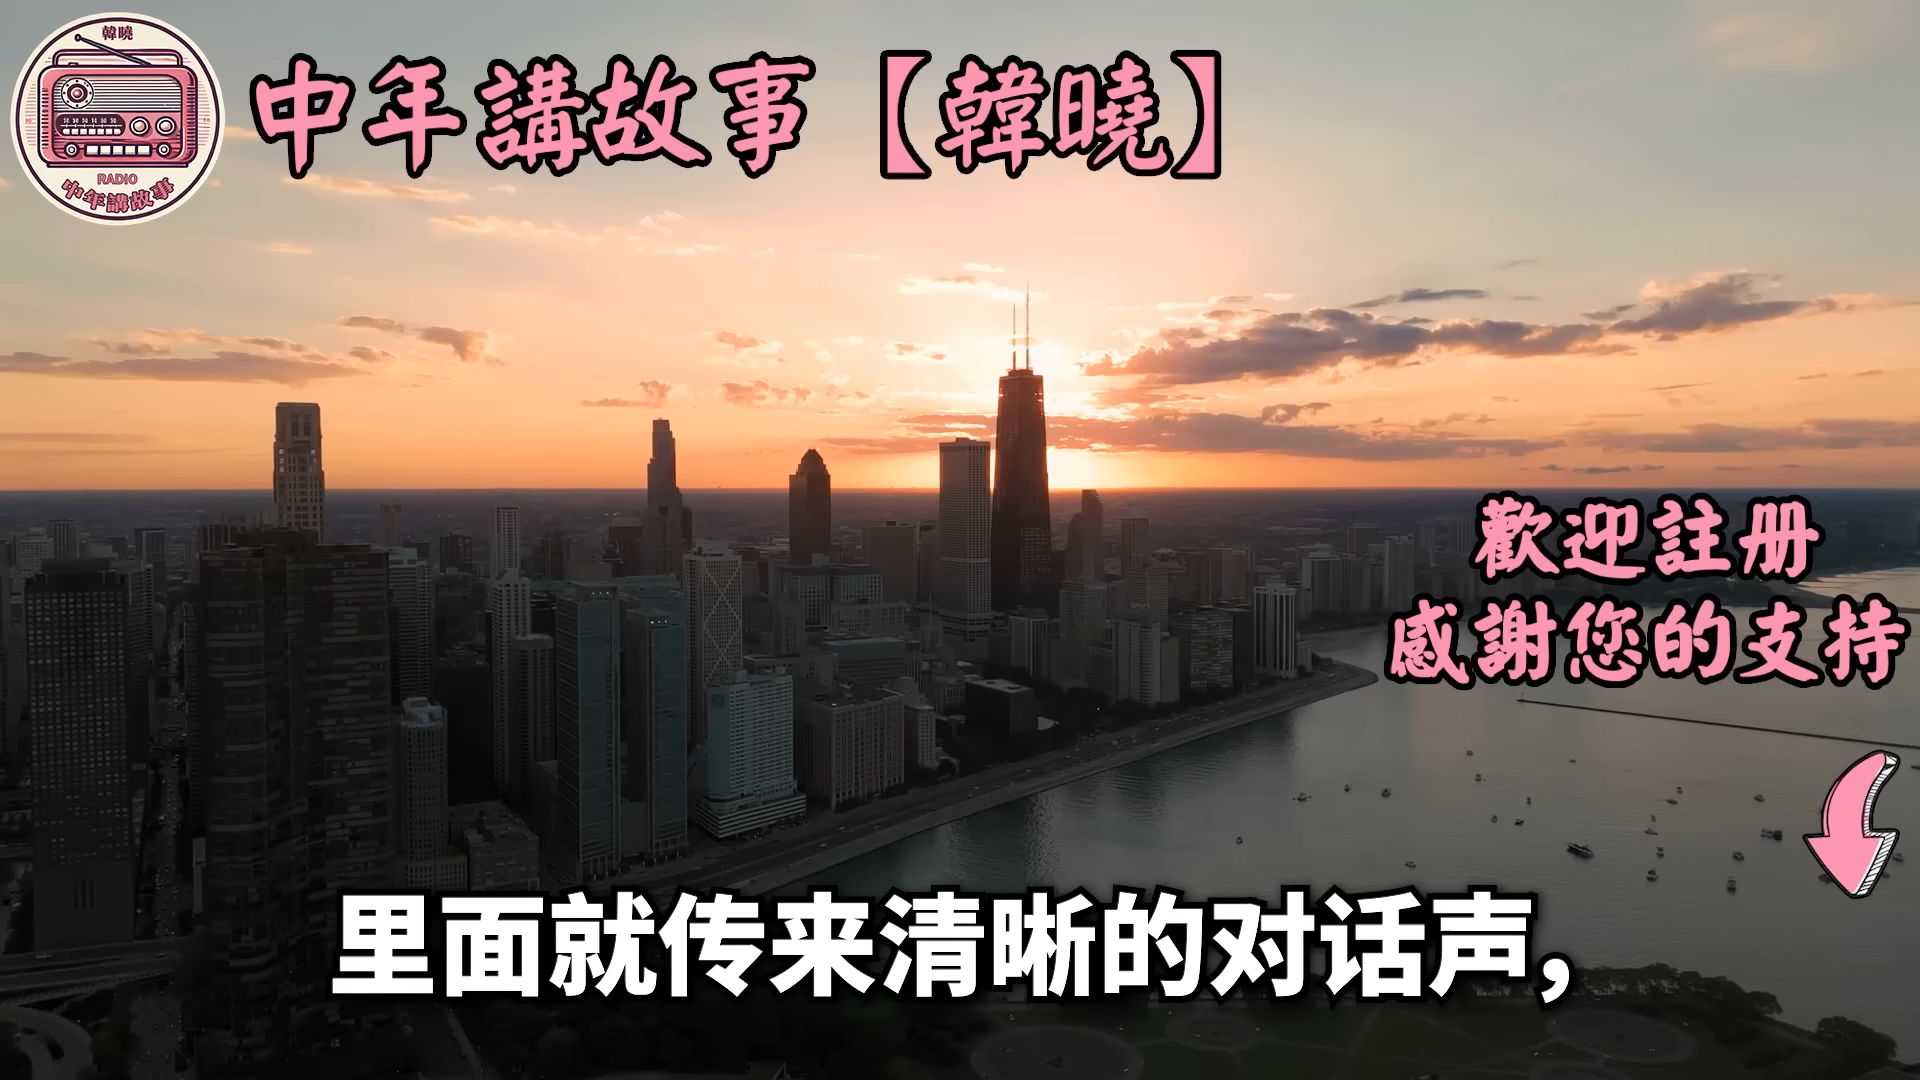 韓曉
RADIO
中年講故事
中年講故事【韓曉】
歡迎註册
感謝您的支持
里面就传来清晰的对话声,